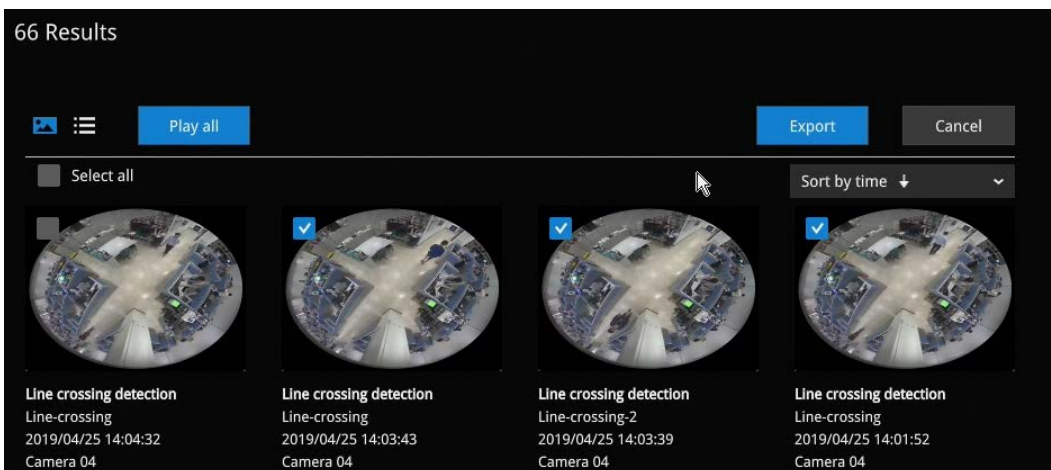 66 Results
Play all
Export
Cancel
Select all
Sort by time
Line crossing detection
Line-crossing
2019/04/25 14:04:32
Camera 04
Line crossing detection
Line-crossing
2019/04/25 14:03:43
Camera 04
Line crossing detection
Line-crossing-2
2019/04/25 14:03:39
Camera 04
Line crossing detection
Line-crossing
2019/04/25 14:01:52
Camera 04